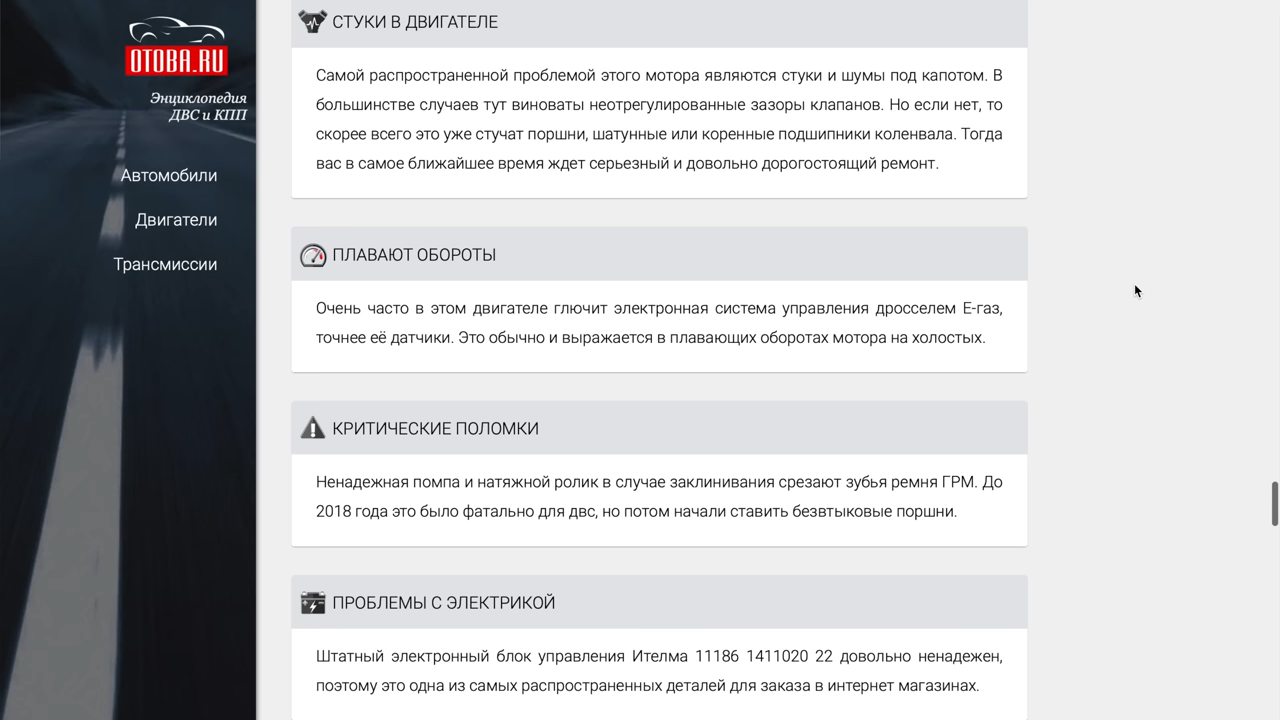 OTOBA.RU
Энциклопедия
ДВС и КПП
Автомобили
Двигатели
Трансмиссии
СТУКИ В ДВИГАТЕЛЕ
Самой распространенной проблемой этого мотора являются стуки и шумы под капотом. В
большинстве случаев тут виноваты неотрегулированные зазоры клапанов. Но если нет, то
скорее всего это уже стучат поршни, шатунные или коренные подшипники коленвала. Тогда
вас в самое ближайшее время ждет серьезный и довольно дорогостоящий ремонт.
ПЛАВАЮТ ОБОРОТЫ
Очень часто в этом двигателе глючит электронная система управления дросселем Е-газ,
точнее её датчики. Это обычно и выражается в плавающих оборотах мотора на холостых.
КРИТИЧЕСКИЕ ПОЛОМКИ
Ненадежная помпа и натяжной ролик в случае заклинивания срезают зубья ремня ГРМ. До
2018 года это было фатально для двс, но потом начали ставить безвтыковые поршни.
ПРОБЛЕМЫ С ЭЛЕКТРИКОЙ
Штатный электронный блок управления Ителма 11186 1411020 22 довольно ненадежен,
поэтому это одна из самых распространенных деталей для заказа в интернет магазинах.